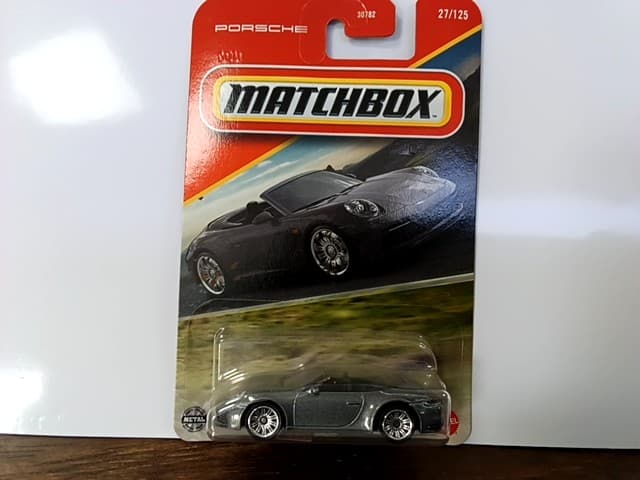 PORSCHE
30782
27/125
MATCHBOX
METAL